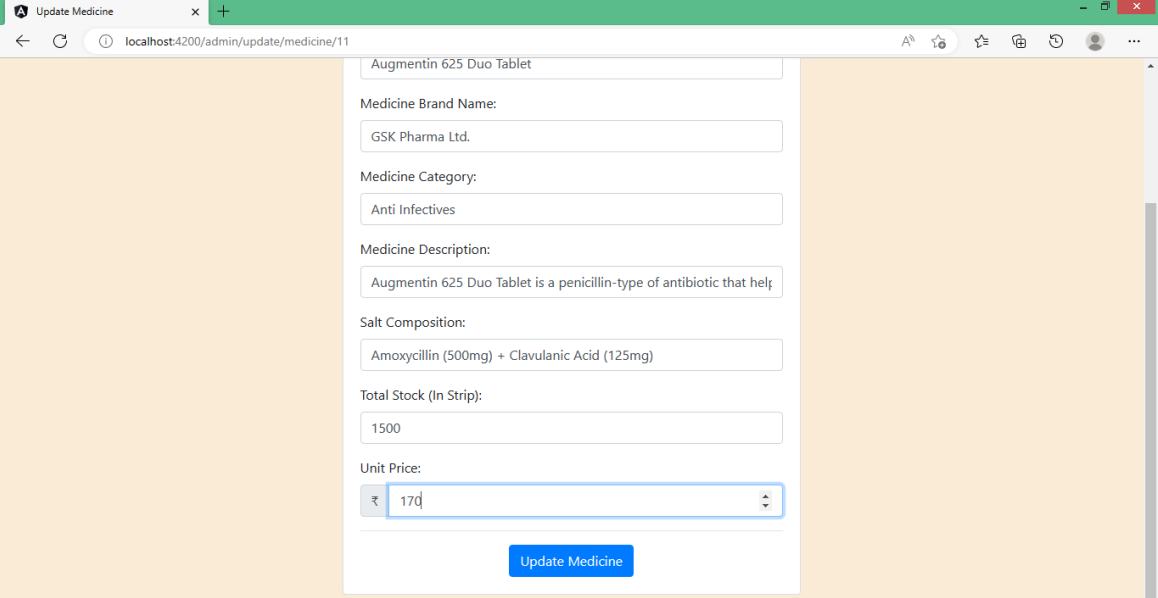 Update Medicine
localhost:4200/admin/update/medicine/11
Augmentin 625 Duo Tablet
Medicine Brand Name:
GSK Pharma Ltd.
Medicine Category:
Anti Infectives
Medicine Description:
Augmentin 625 Duo Tablet is a penicillin-type of antibiotic that help
Salt Composition:
Amoxycillin (500mg) + Clavulanic Acid (125mg)
Total Stock (In Strip):
1500
Unit Price:
₹ 170
Update Medicine